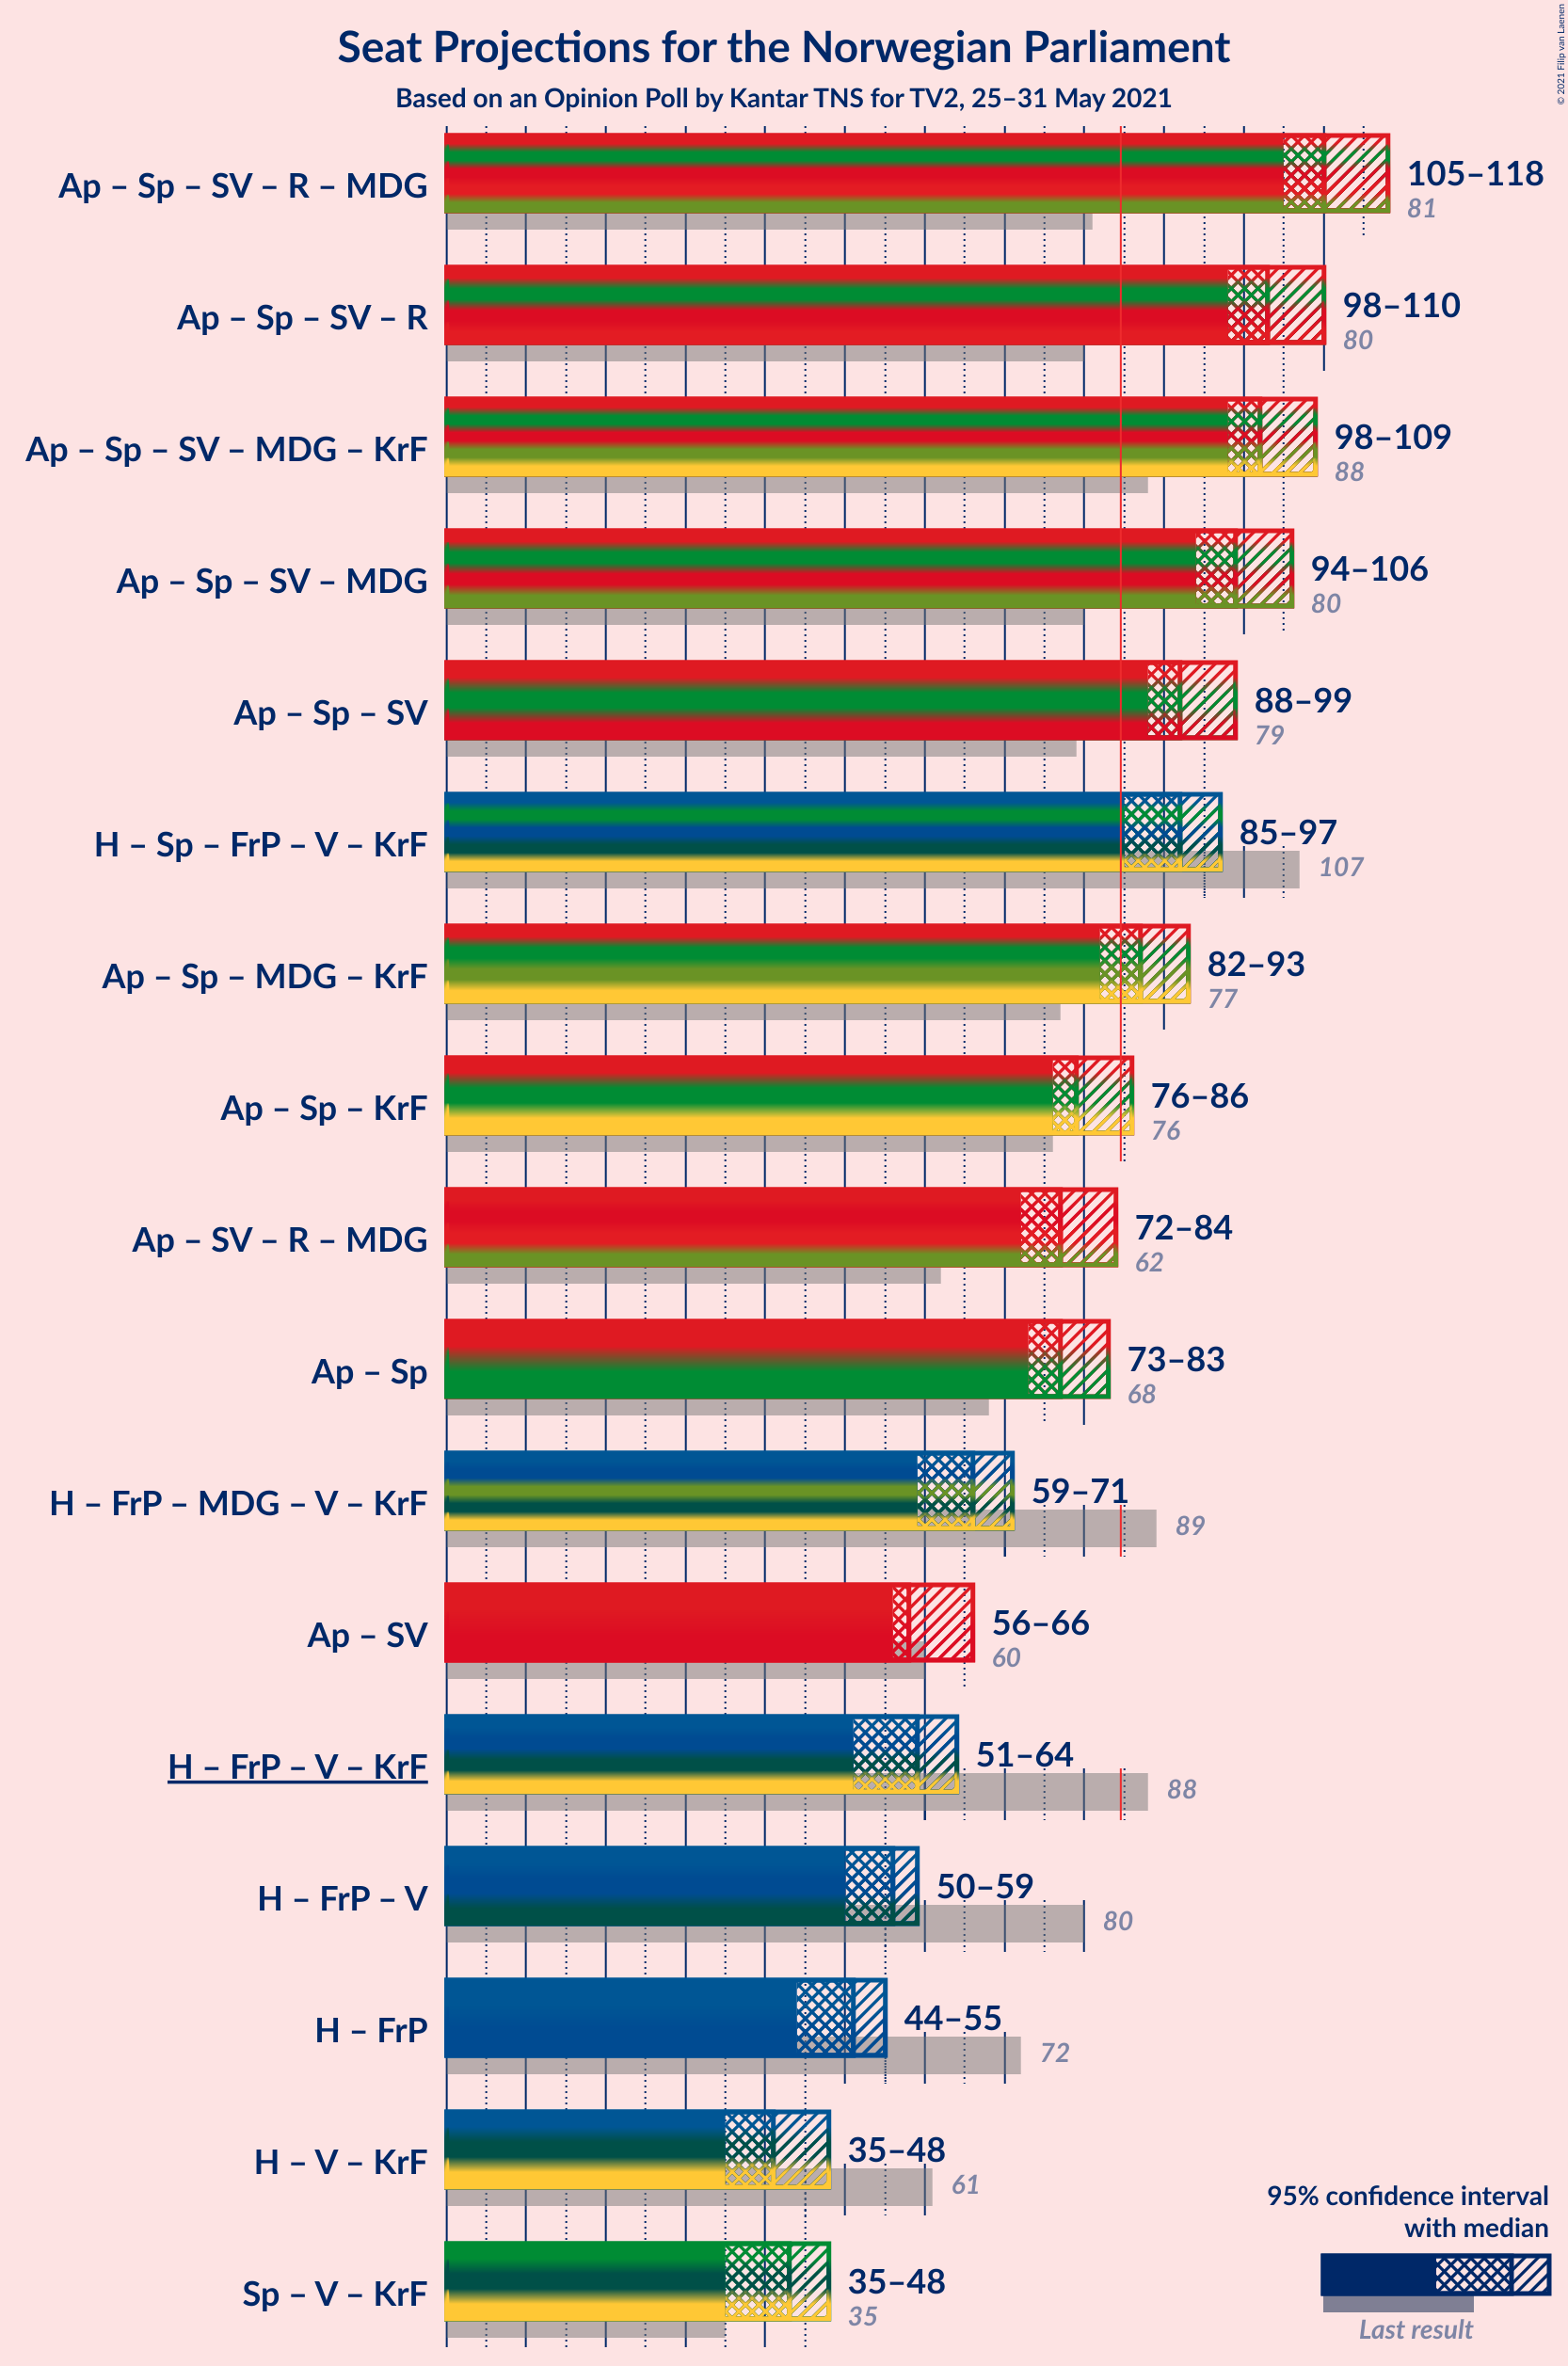 © 2021 Filip van Laenen
Seat Projections for the Norwegian Parliament
Based on an Opinion Poll by Kantar TNS for TV2, 25–31 May 2021
Ap – Sp – SV – R – MDG
105–118
81
Ap – Sp – SV – R
98–110
80
Ap – Sp – SV – MDG – KrF
98–109
88
Ap – Sp – SV – MDG
94–106
80
Ap – Sp – SV
88–99
79
H – Sp – FrP – V – KrF
85–97
107
Ap – Sp – MDG – KrF
82–93
77
Ap – Sp – KrF
76–86
76
Ap – SV – R – MDG
72–84
62
Ap – Sp
73–83
68
H – FrP – MDG – V – KrF
59–71
89
Ap – SV
56–66
60
H – FrP – V – KrF
51–64
88
H – FrP – V
50–59
80
H – FrP
44–55
72
H – V – KrF
35–48
61
Sp – V – KrF
35–48
35
95% confidence interval
with median
Last result